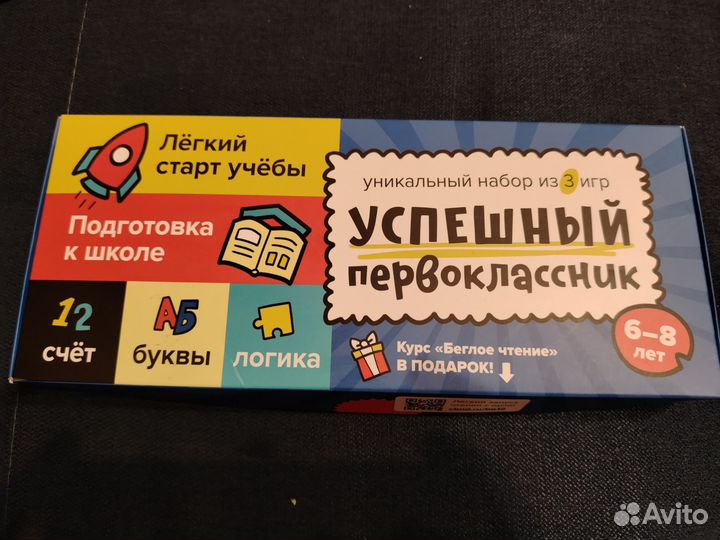 Лёгкий
старт учёбы
Подготовка
к школе
12
счёт
АБ
буквы
логика
уникальный набор из 3 игр
УСПЕШНЫЙ
первоклассник
6–8
лет
Курс «Беглое чтение»
В ПОДАРОК!
Avito